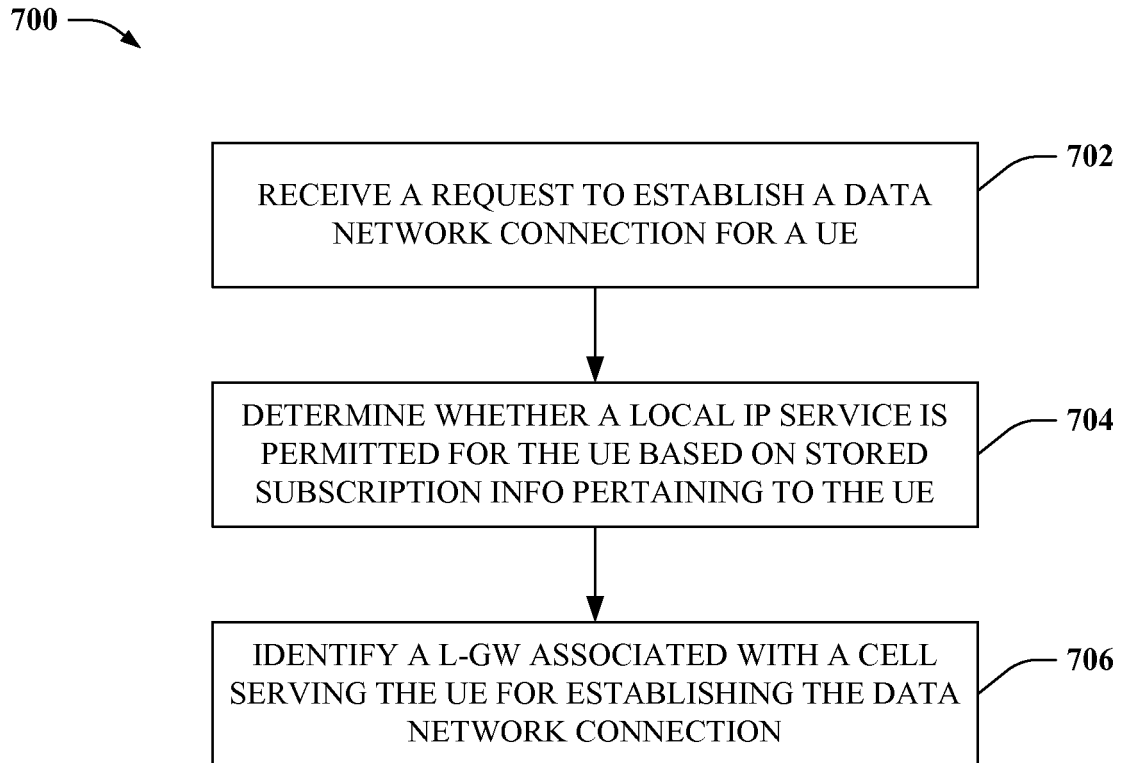 700
702
RECEIVE A REQUEST TO ESTABLISH A DATA
NETWORK CONNECTION FOR A UE
704
DETERMINE WHETHER A LOCAL IP SERVICE IS
PERMITTED FOR THE UE BASED ON STORED
SUBSCRIPTION INFO PERTAINING TO THE UE
706
IDENTIFY A L-GW ASSOCIATED WITH A CELL
SERVING THE UE FOR ESTABLISHING THE DATA
NETWORK CONNECTION